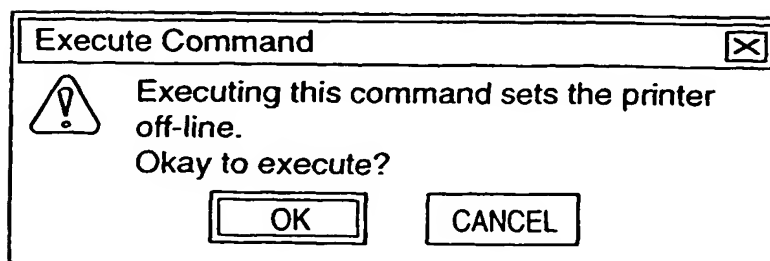 Execute Command
Executing this command sets the printer
off-line.
Okay to execute?
OK CANCEL